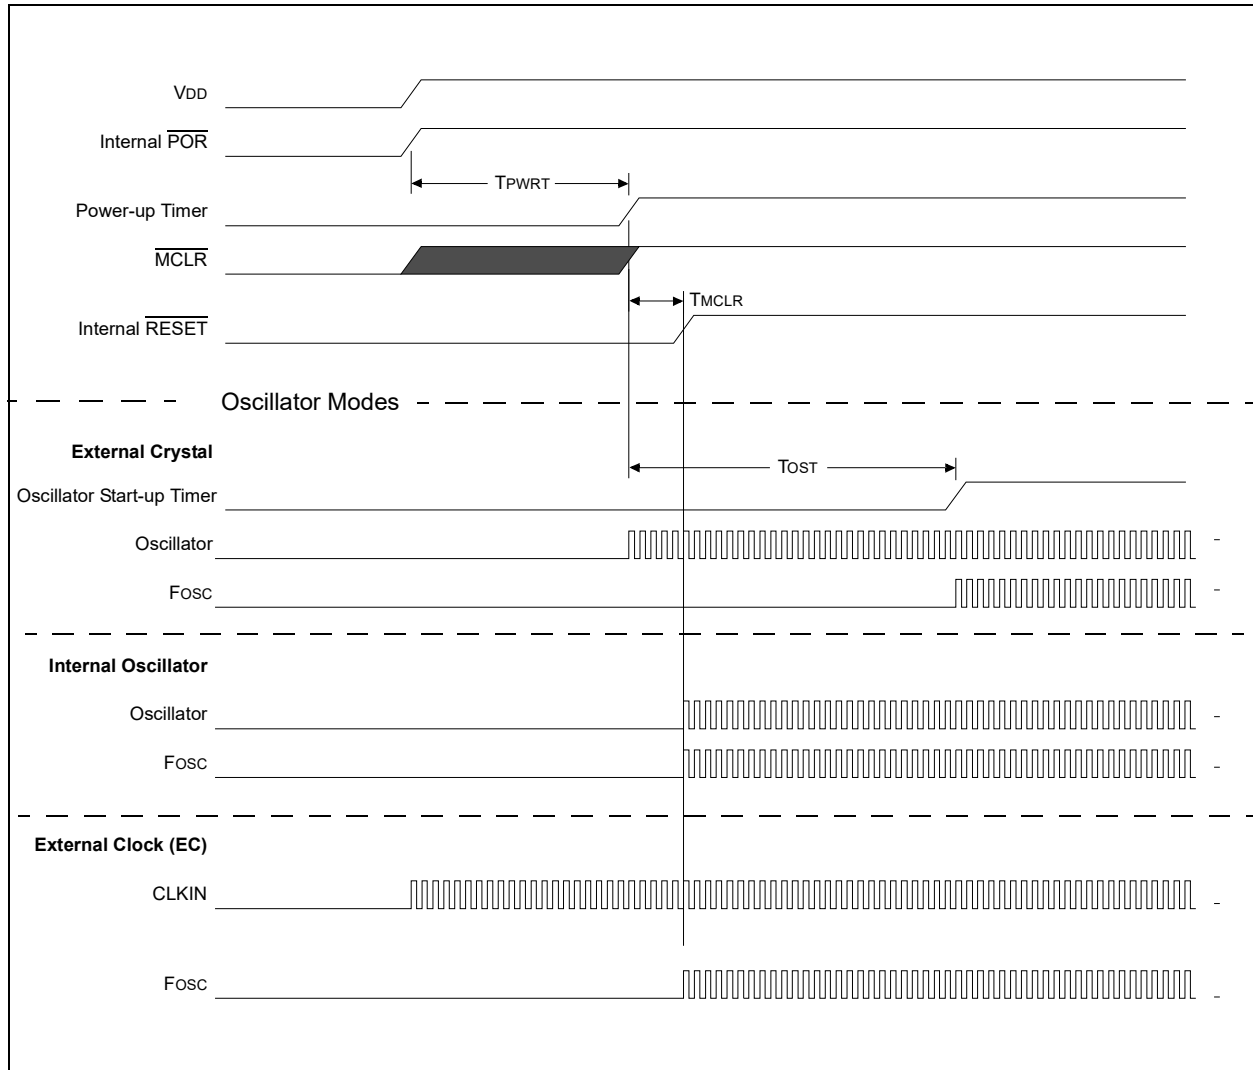 VDD
Internal POR
TPWRT
Power-up Timer
MCLR
TMCLR
Internal RESET
Oscillator Modes
External Crystal
TOST
Oscillator Start-up Timer
Oscillator
FOSC
Internal Oscillator
Oscillator
FOSC
External Clock (EC)
CLKIN
FOSC